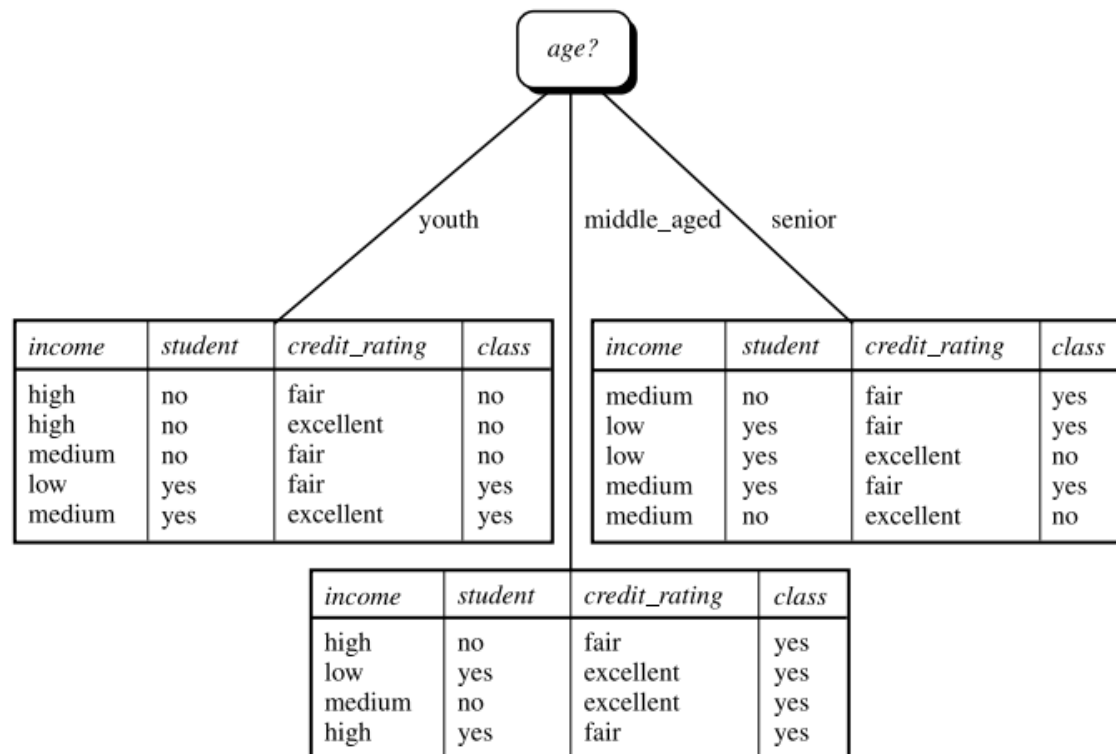 age?
youth
middle_aged
senior
income student credit_rating class
high no fair no
high no excellent no
medium no fair no
low yes fair yes
medium yes excellent yes
income student credit_rating class
medium no fair yes
low yes fair yes
low yes excellent no
medium yes fair yes
medium no excellent no
income student credit_rating class
high no fair yes
low yes excellent yes
medium no excellent yes
high yes fair yes